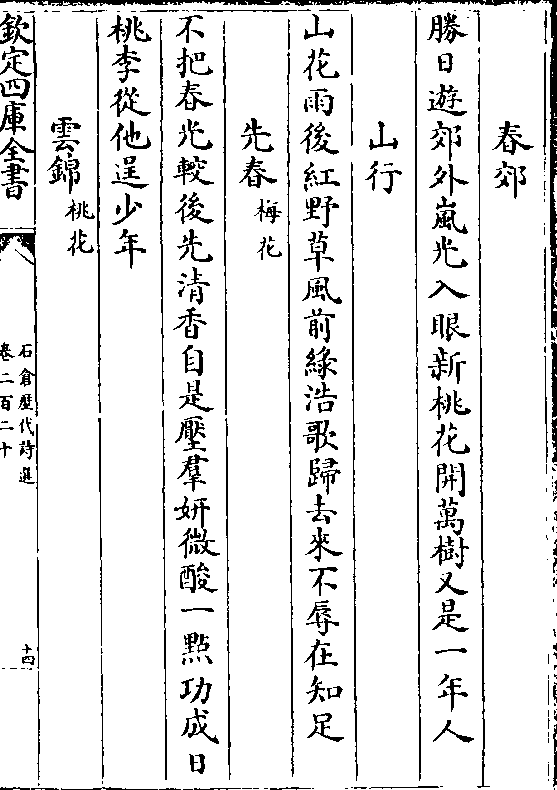 春郊
勝日遊郊外嵐光入眼新桃花開萬樹又是一年人
山行
山花雨後紅野草風前綠浩歌歸去來不辱在知足
先春梅花
不把春光較後先清香自是壓羣妍微酸一點功成日
桃李從他逞少年
雲錦桃花
欽定四庫全書
石倉歷代詩選
卷二百二十
十四